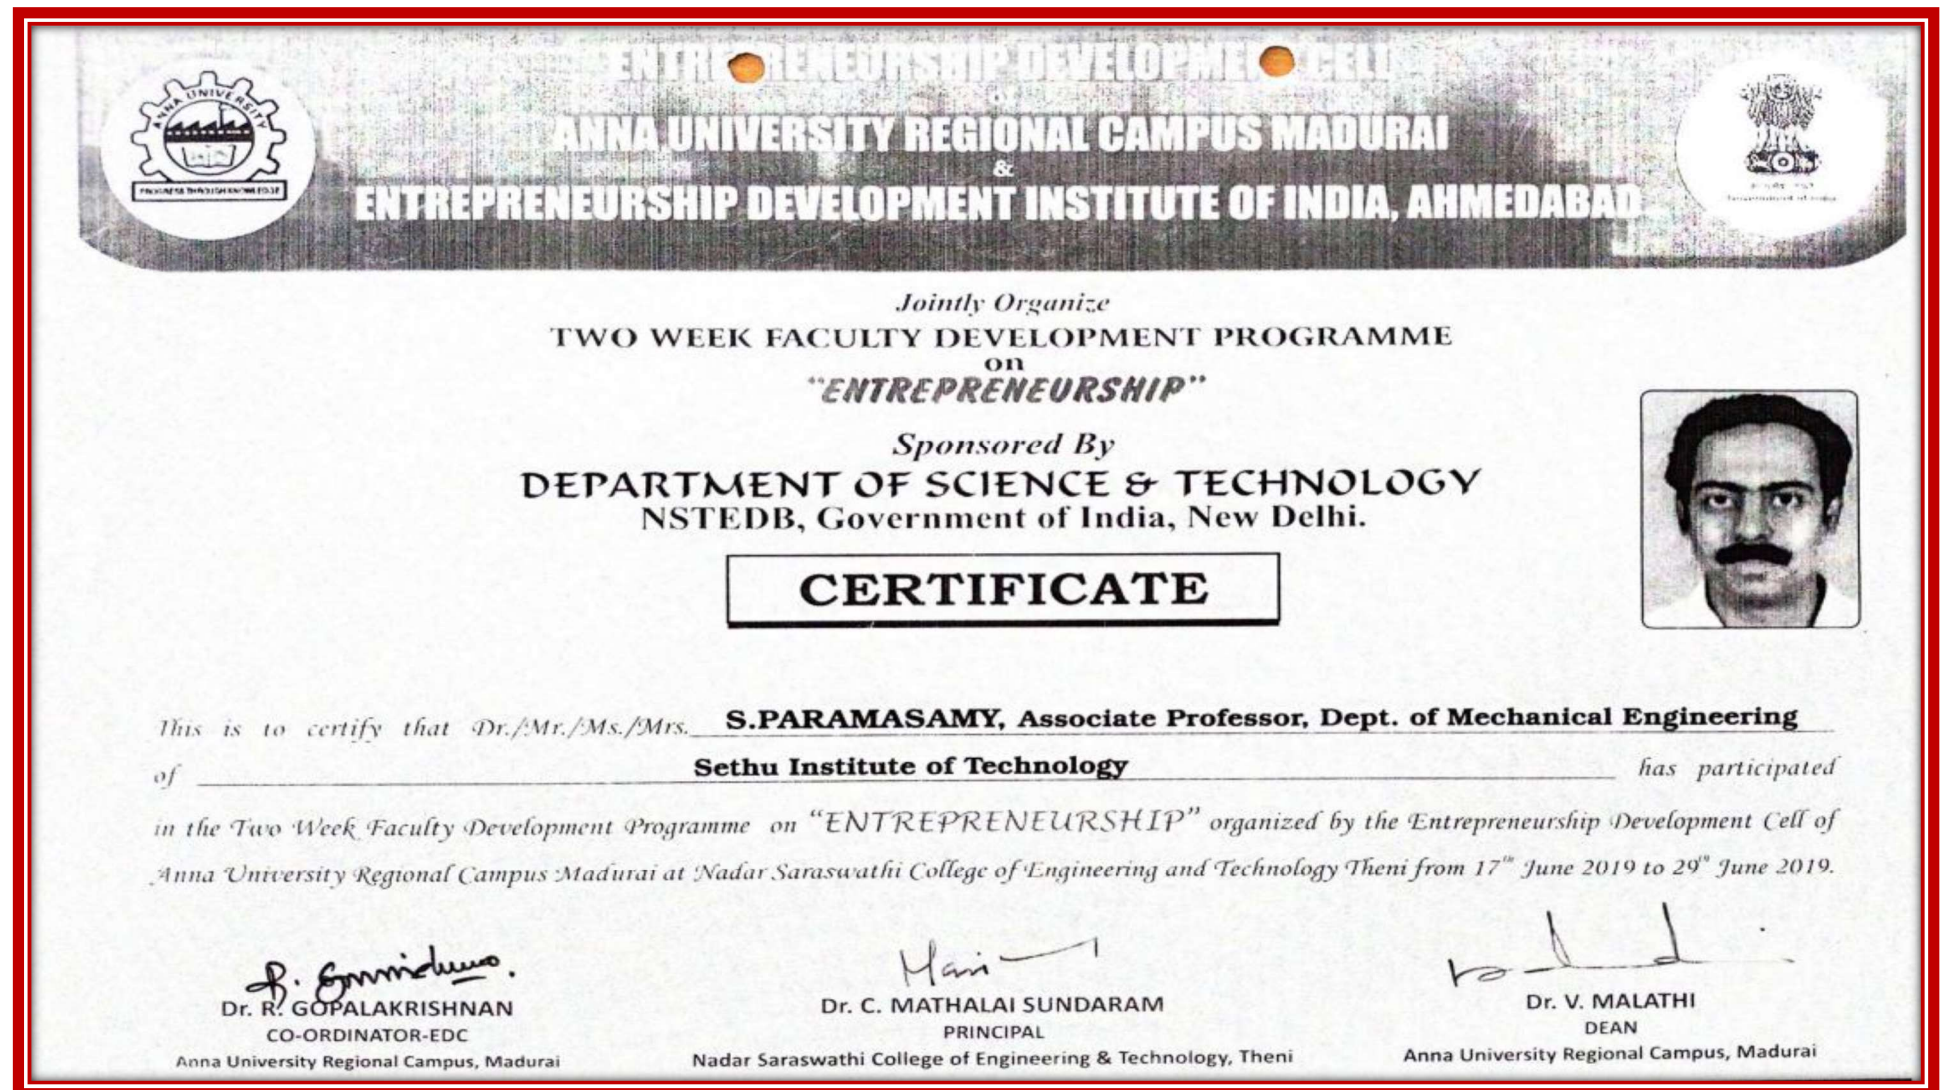 ENTREPRENEURSHIP DEVELOPMENT CELL
ANNA UNIVERSITY
PROGRESS THROUGH KNOWLEDGE
ANNA UNIVERSITY REGIONAL CAMPUS MADURAI
&
ENTREPRENEURSHIP DEVELOPMENT INSTITUTE OF INDIA, AHMEDABAD
Government of India
Jointly Organize
TWO WEEK FACULTY DEVELOPMENT PROGRAMME
on
"ENTREPRENEURSHIP"
Sponsored By
DEPARTMENT OF SCIENCE & TECHNOLOGY
NSTEDB, Government of India, New Delhi.
CERTIFICATE
This is to certify that Dr./Mr./Ms./Mrs. S.PARAMASAMY, Associate Professor, Dept. of Mechanical Engineering
of Sethu Institute of Technology has participated
in the Two Week Faculty Development Programme on "ENTREPRENEURSHIP" organized by the Entrepreneurship Development Cell of
Anna University Regional Campus Madurai at Nadar Saraswathi College of Engineering and Technology Theni from 17th June 2019 to 29th June 2019.
Dr. R. GOPALAKRISHNAN
CO-ORDINATOR-EDC
Anna University Regional Campus, Madurai
Dr. C. MATHALAI SUNDARAM
PRINCIPAL
Nadar Saraswathi College of Engineering & Technology, Theni
Dr. V. MALATHI
DEAN
Anna University Regional Campus, Madurai